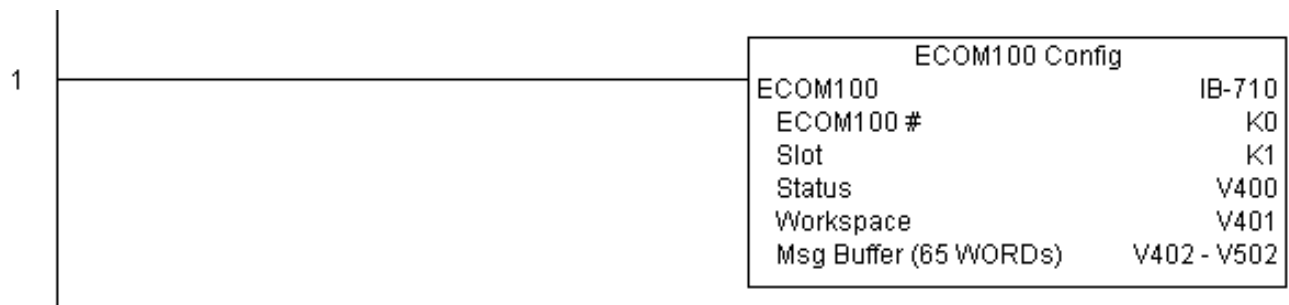 ECOM100 Config
1
ECOM100 IB-710
ECOM100 # K0
Slot K1
Status V400
Workspace V401
Msg Buffer (65 WORDs) V402 - V502